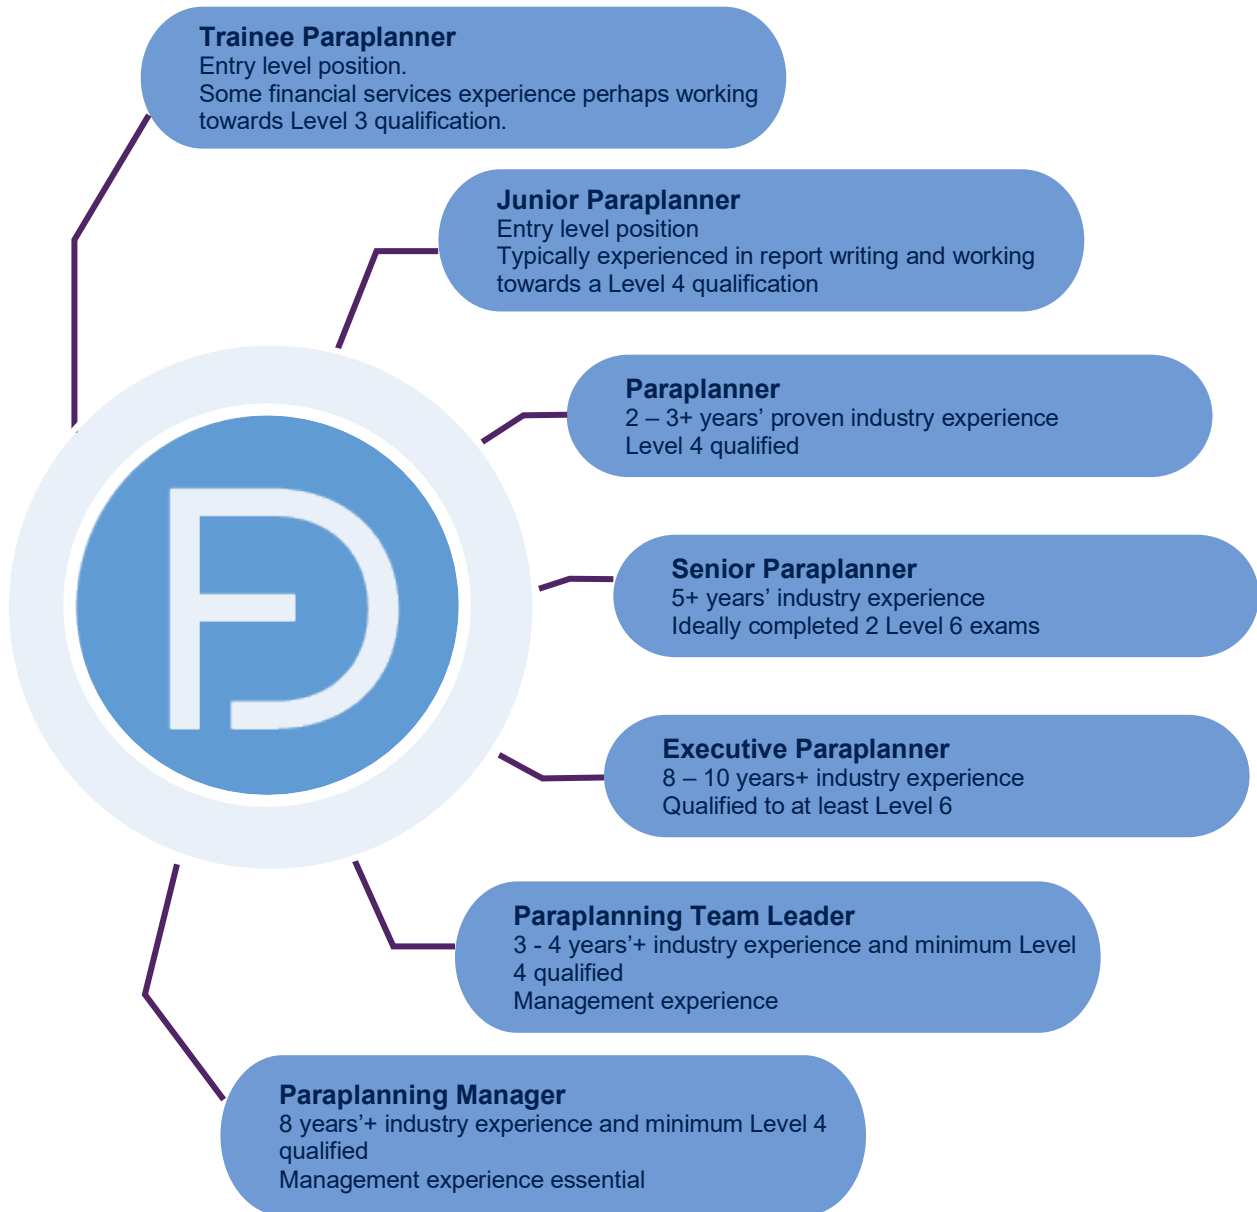 Trainee Paraplanner
Entry level position.
Some financial services experience perhaps working
towards Level 3 qualification.
Junior Paraplanner
Entry level position
Typically experienced in report writing and working
towards a Level 4 qualification
Paraplanner
2 – 3+ years’ proven industry experience
Level 4 qualified
Senior Paraplanner
5+ years’ industry experience
Ideally completed 2 Level 6 exams
Executive Paraplanner
8 – 10 years+ industry experience
Qualified to at least Level 6
Paraplanning Team Leader
3 - 4 years’+ industry experience and minimum Level
4 qualified
Management experience
Paraplanning Manager
8 years’+ industry experience and minimum Level 4
qualified
Management experience essential